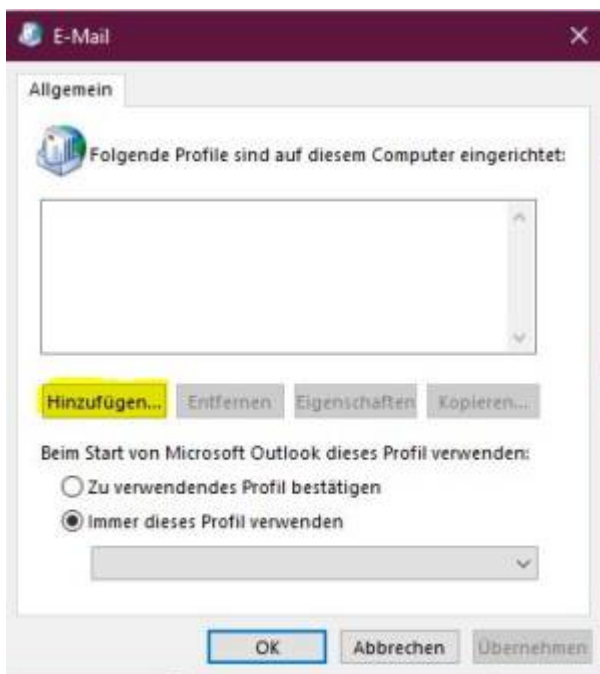 E-Mail
Allgemein
Folgende Profile sind auf diesem Computer eingerichtet:
Hinzufügen... Entfernen Eigenschaften Kopieren...
Beim Start von Microsoft Outlook dieses Profil verwenden:
Zu verwendendes Profil bestätigen
Immer dieses Profil verwenden
OK Abbrechen Übernehmen